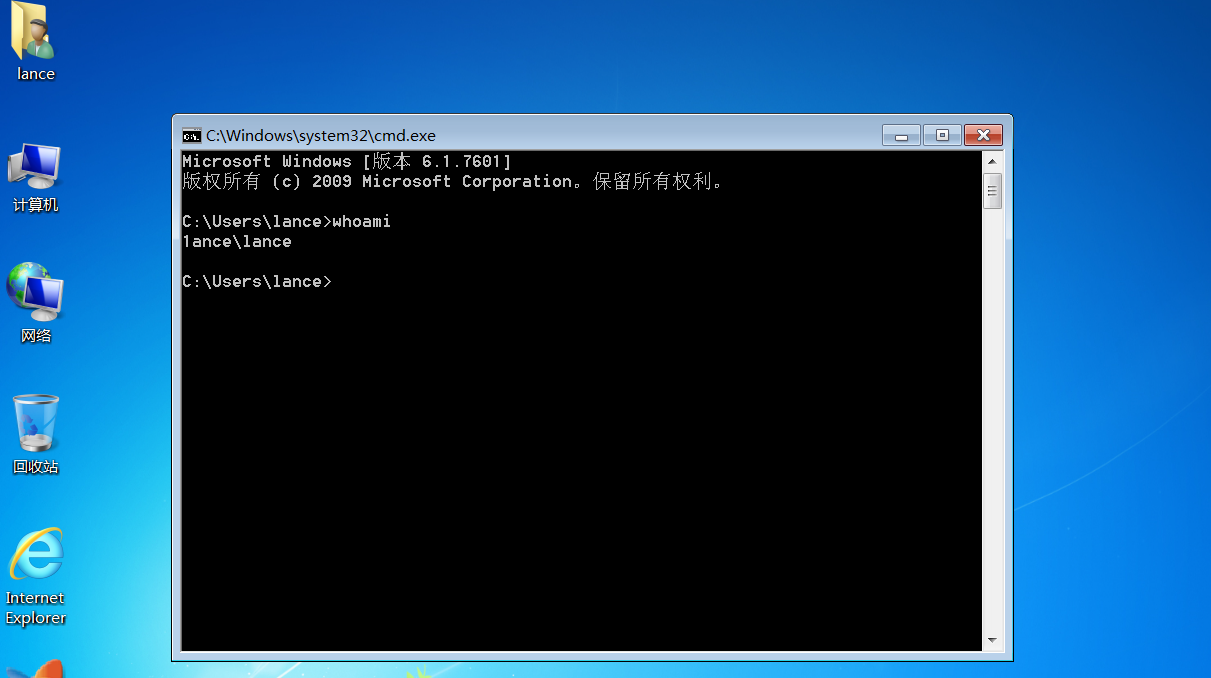 lance
计算机
网络
回收站
Internet
Explorer
C:\Windows\system32\cmd.exe
Microsoft Windows [版本 6.1.7601]
版权所有 (c) 2009 Microsoft Corporation。保留所有权利。
C:\Users\lance>whoami
1ance\lance
C:\Users\lance>